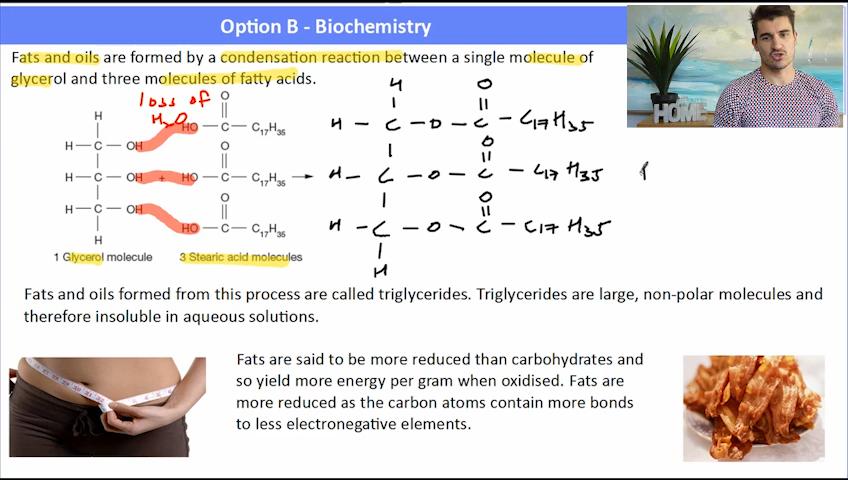 Option B - Biochemistry
Fats and oils are formed by a condensation reaction between a single molecule of
glycerol and three molecules of fatty acids.
loss of
H₂O
H
H—C—OH
H—C—OH
H—C—OH
H
+
O
HO—C—C₁₇H₃₅
O
HO—C—C₁₇H₃₅
O
HO—C—C₁₇H₃₅
1 Glycerol molecule
3 Stearic acid molecules
H
O
H — C — O — C — C17H35
O
H — C — O — C — C17H35
O
H — C — O — C — C17H35
H
HOME
Fats and oils formed from this process are called triglycerides. Triglycerides are large, non-polar molecules and
therefore insoluble in aqueous solutions.
Fats are said to be more reduced than carbohydrates and
so yield more energy per gram when oxidised. Fats are
more reduced as the carbon atoms contain more bonds
to less electronegative elements.